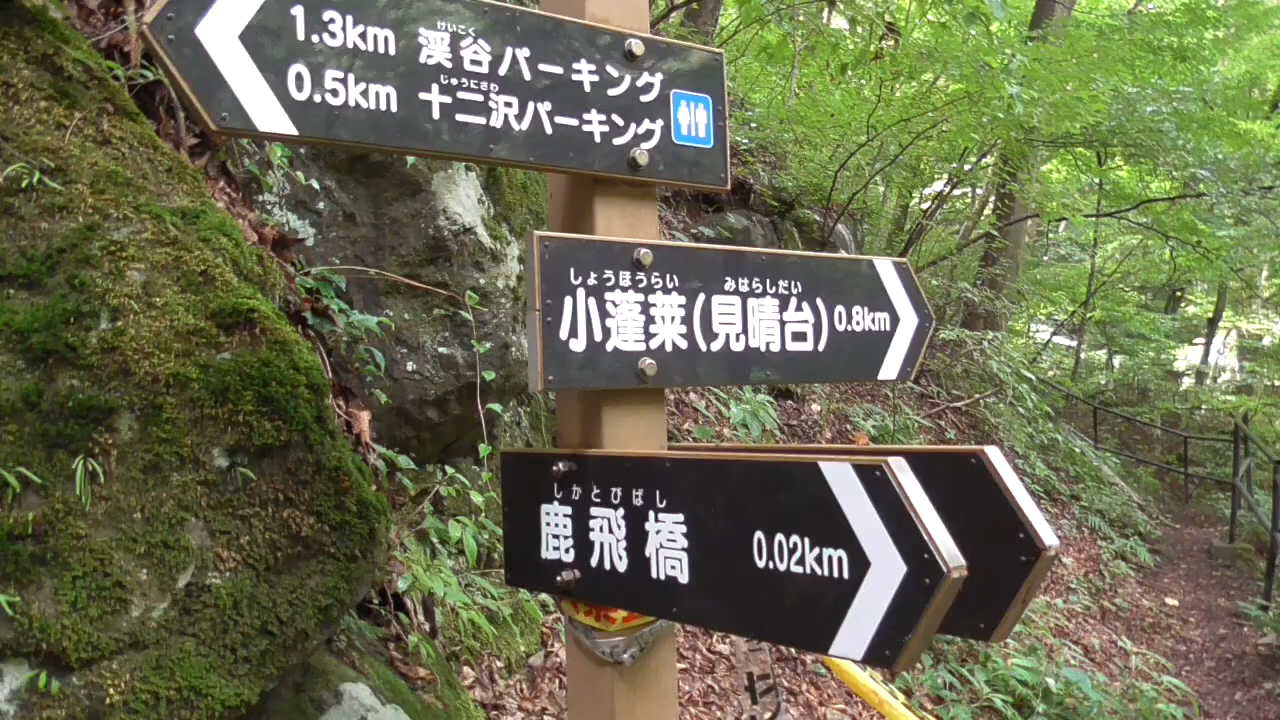 けいこく
1.3km 渓谷パーキング
じゅうにさわ
0.5km 十二沢パーキング
しょうほうらい みはらしだい
小蓬莱(見晴台) 0.8km
しかとびばし
鹿飛橋 0.02km